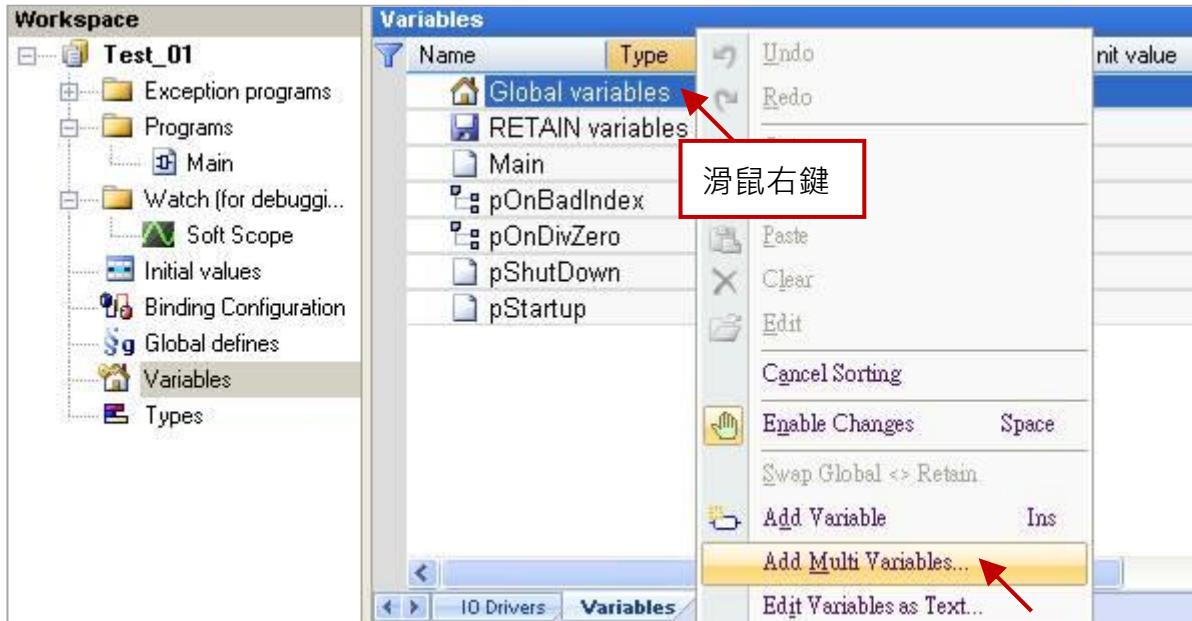 Workspace
Test_01
Exception programs
Programs
Main
Watch (for debuggi...
Soft Scope
Initial values
Binding Configuration
Global defines
Variables
Types
Variables
Name Type nit value
Global variables
RETAIN variables
Main
pOnBadIndex
pOnDivZero
pShutDown
pStartup
IO Drivers Variables
滑鼠右鍵
Undo
Redo
Paste
Clear
Edit
Cancel Sorting
Enable Changes Space
Swap Global <> Retain
Add Variable Ins
Add Multi Variables...
Edit Variables as Text...